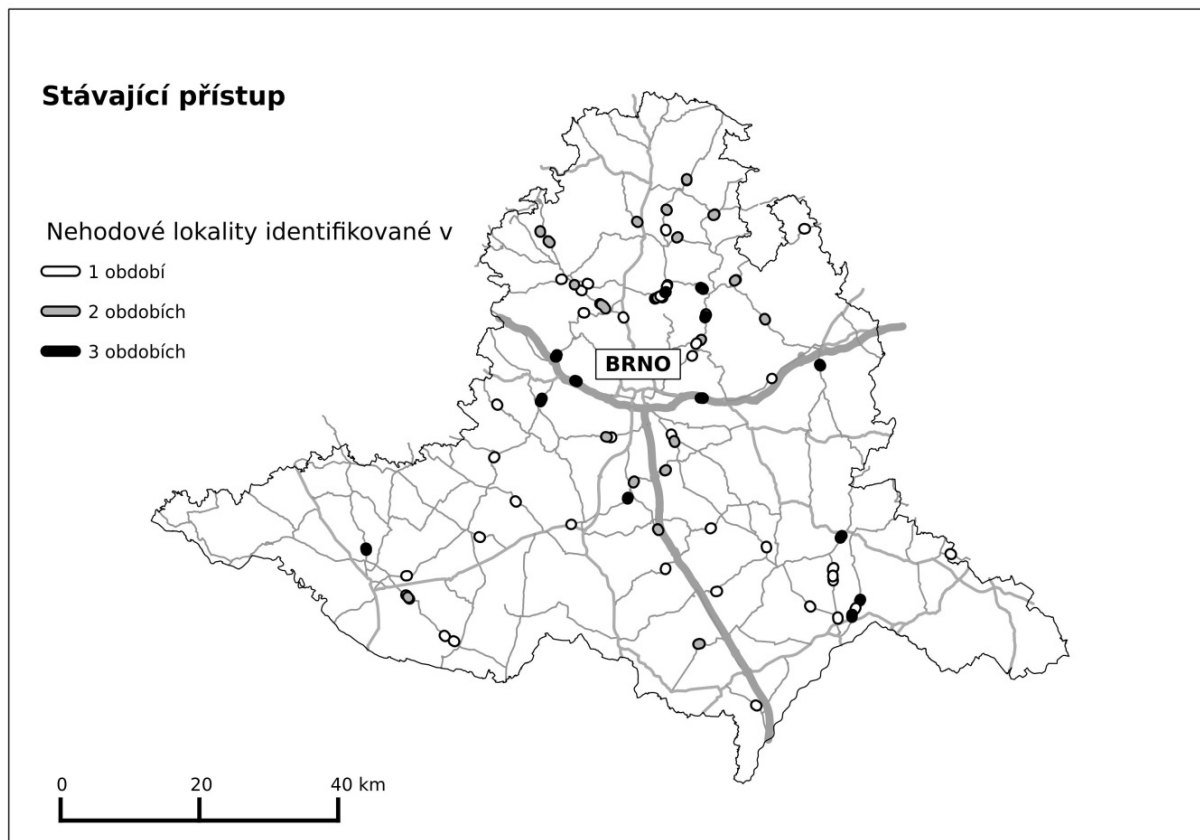 Stávající přístup
Nehodové lokality identifikované v
1 období
2 obdobích
3 obdobích
BRNO
0 20 40 km